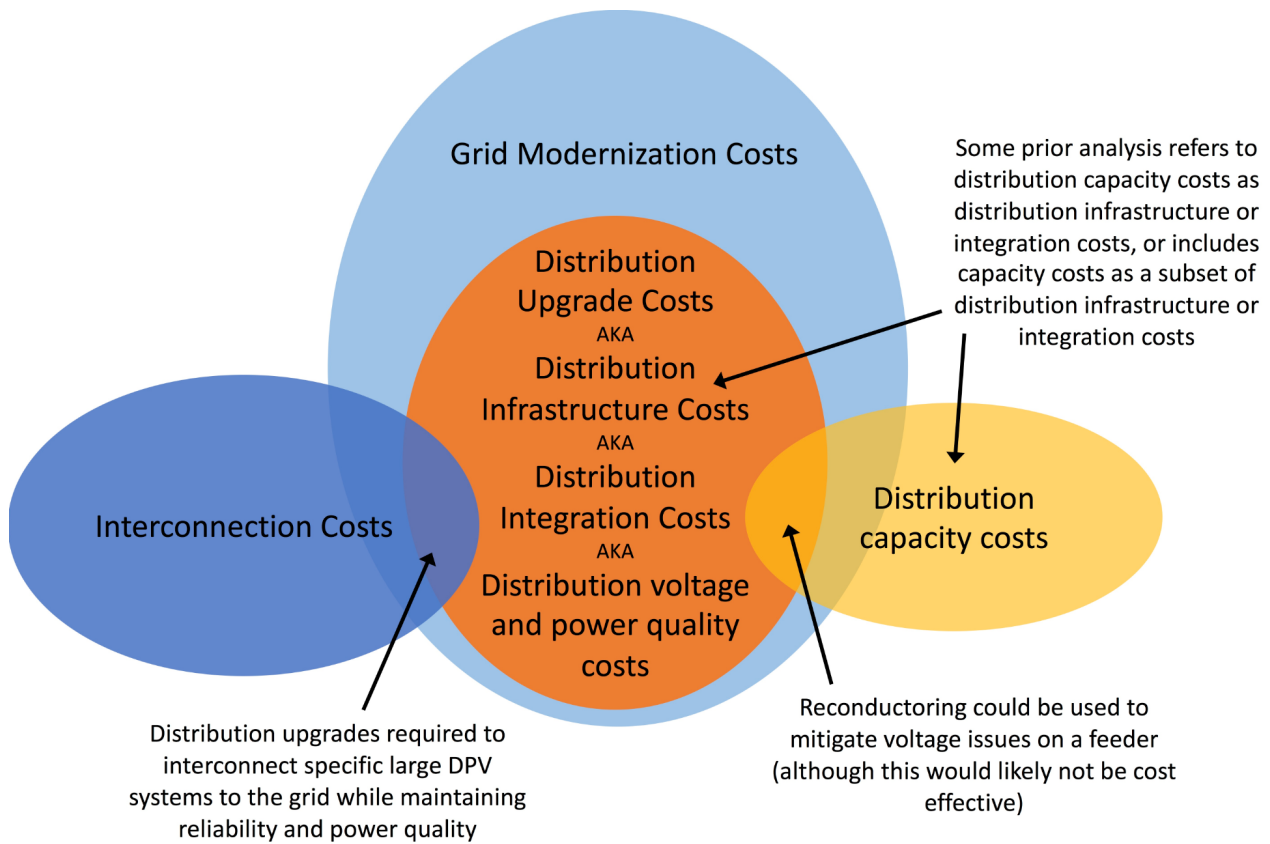 Grid Modernization Costs
Some prior analysis refers to
distribution capacity costs as
distribution infrastructure or
integration costs, or includes
capacity costs as a subset of
distribution infrastructure or
integration costs
Distribution
Upgrade Costs
AKA
Distribution
Infrastructure Costs
AKA
Distribution
Integration Costs
AKA
Distribution voltage
and power quality
costs
Interconnection Costs
Distribution
capacity costs
Distribution upgrades required to
interconnect specific large DPV
systems to the grid while maintaining
reliability and power quality
Reconductoring could be used to
mitigate voltage issues on a feeder
(although this would likely not be cost
effective)